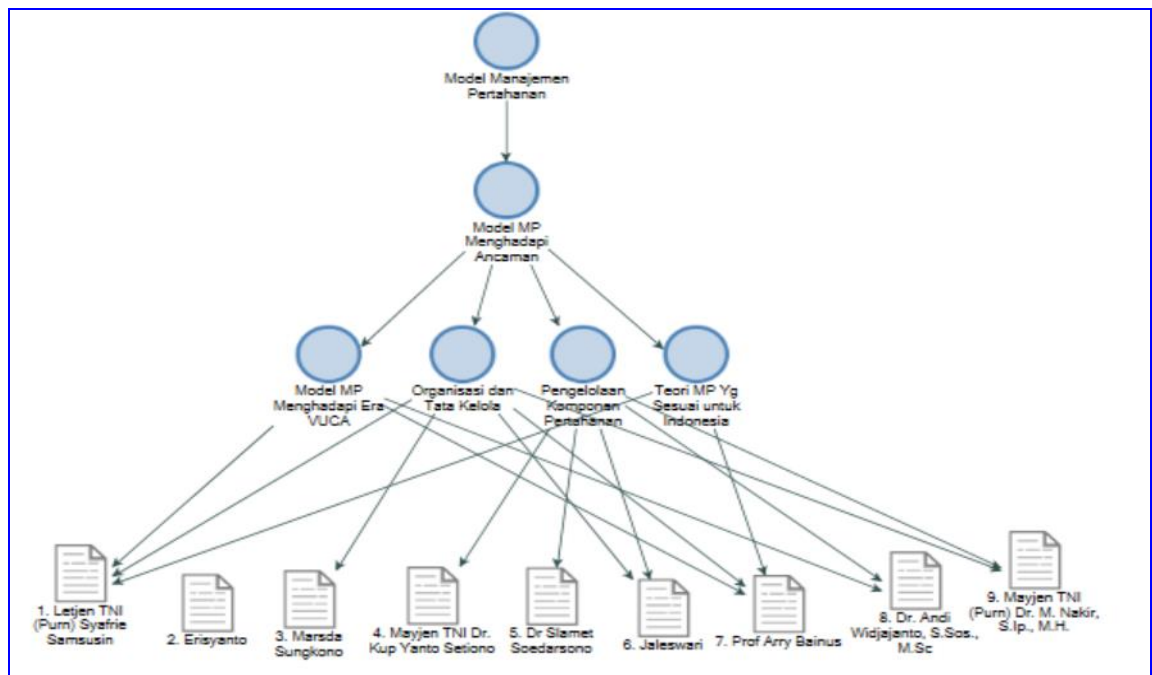 Model Manajemen
Pertahanan
Model MP
Menghadapi
Ancaman
Model MP
Menghadapi Era
VUCA
Organisasi dan
Tata Kelola
Pengelolaan
Komponan
Pertahanan
Teori MP Yg
Sesuai untuk
Indonesia
1. Letjen TNI
(Purn) Syafrie
Samsusin
2. Erisyanto
3. Marsda
Sungkono
4. Mayjen TNI Dr.
Kup Yanto Setiono
5. Dr Slamet
Soedarsono
6. Jaleswari
7. Prof Arry Bainus
8. Dr. Andi
Widjajanto, S.Sos.,
M.Sc
9. Mayjen TNI
(Purn) Dr. M. Nakir,
S.Ip., M.H.